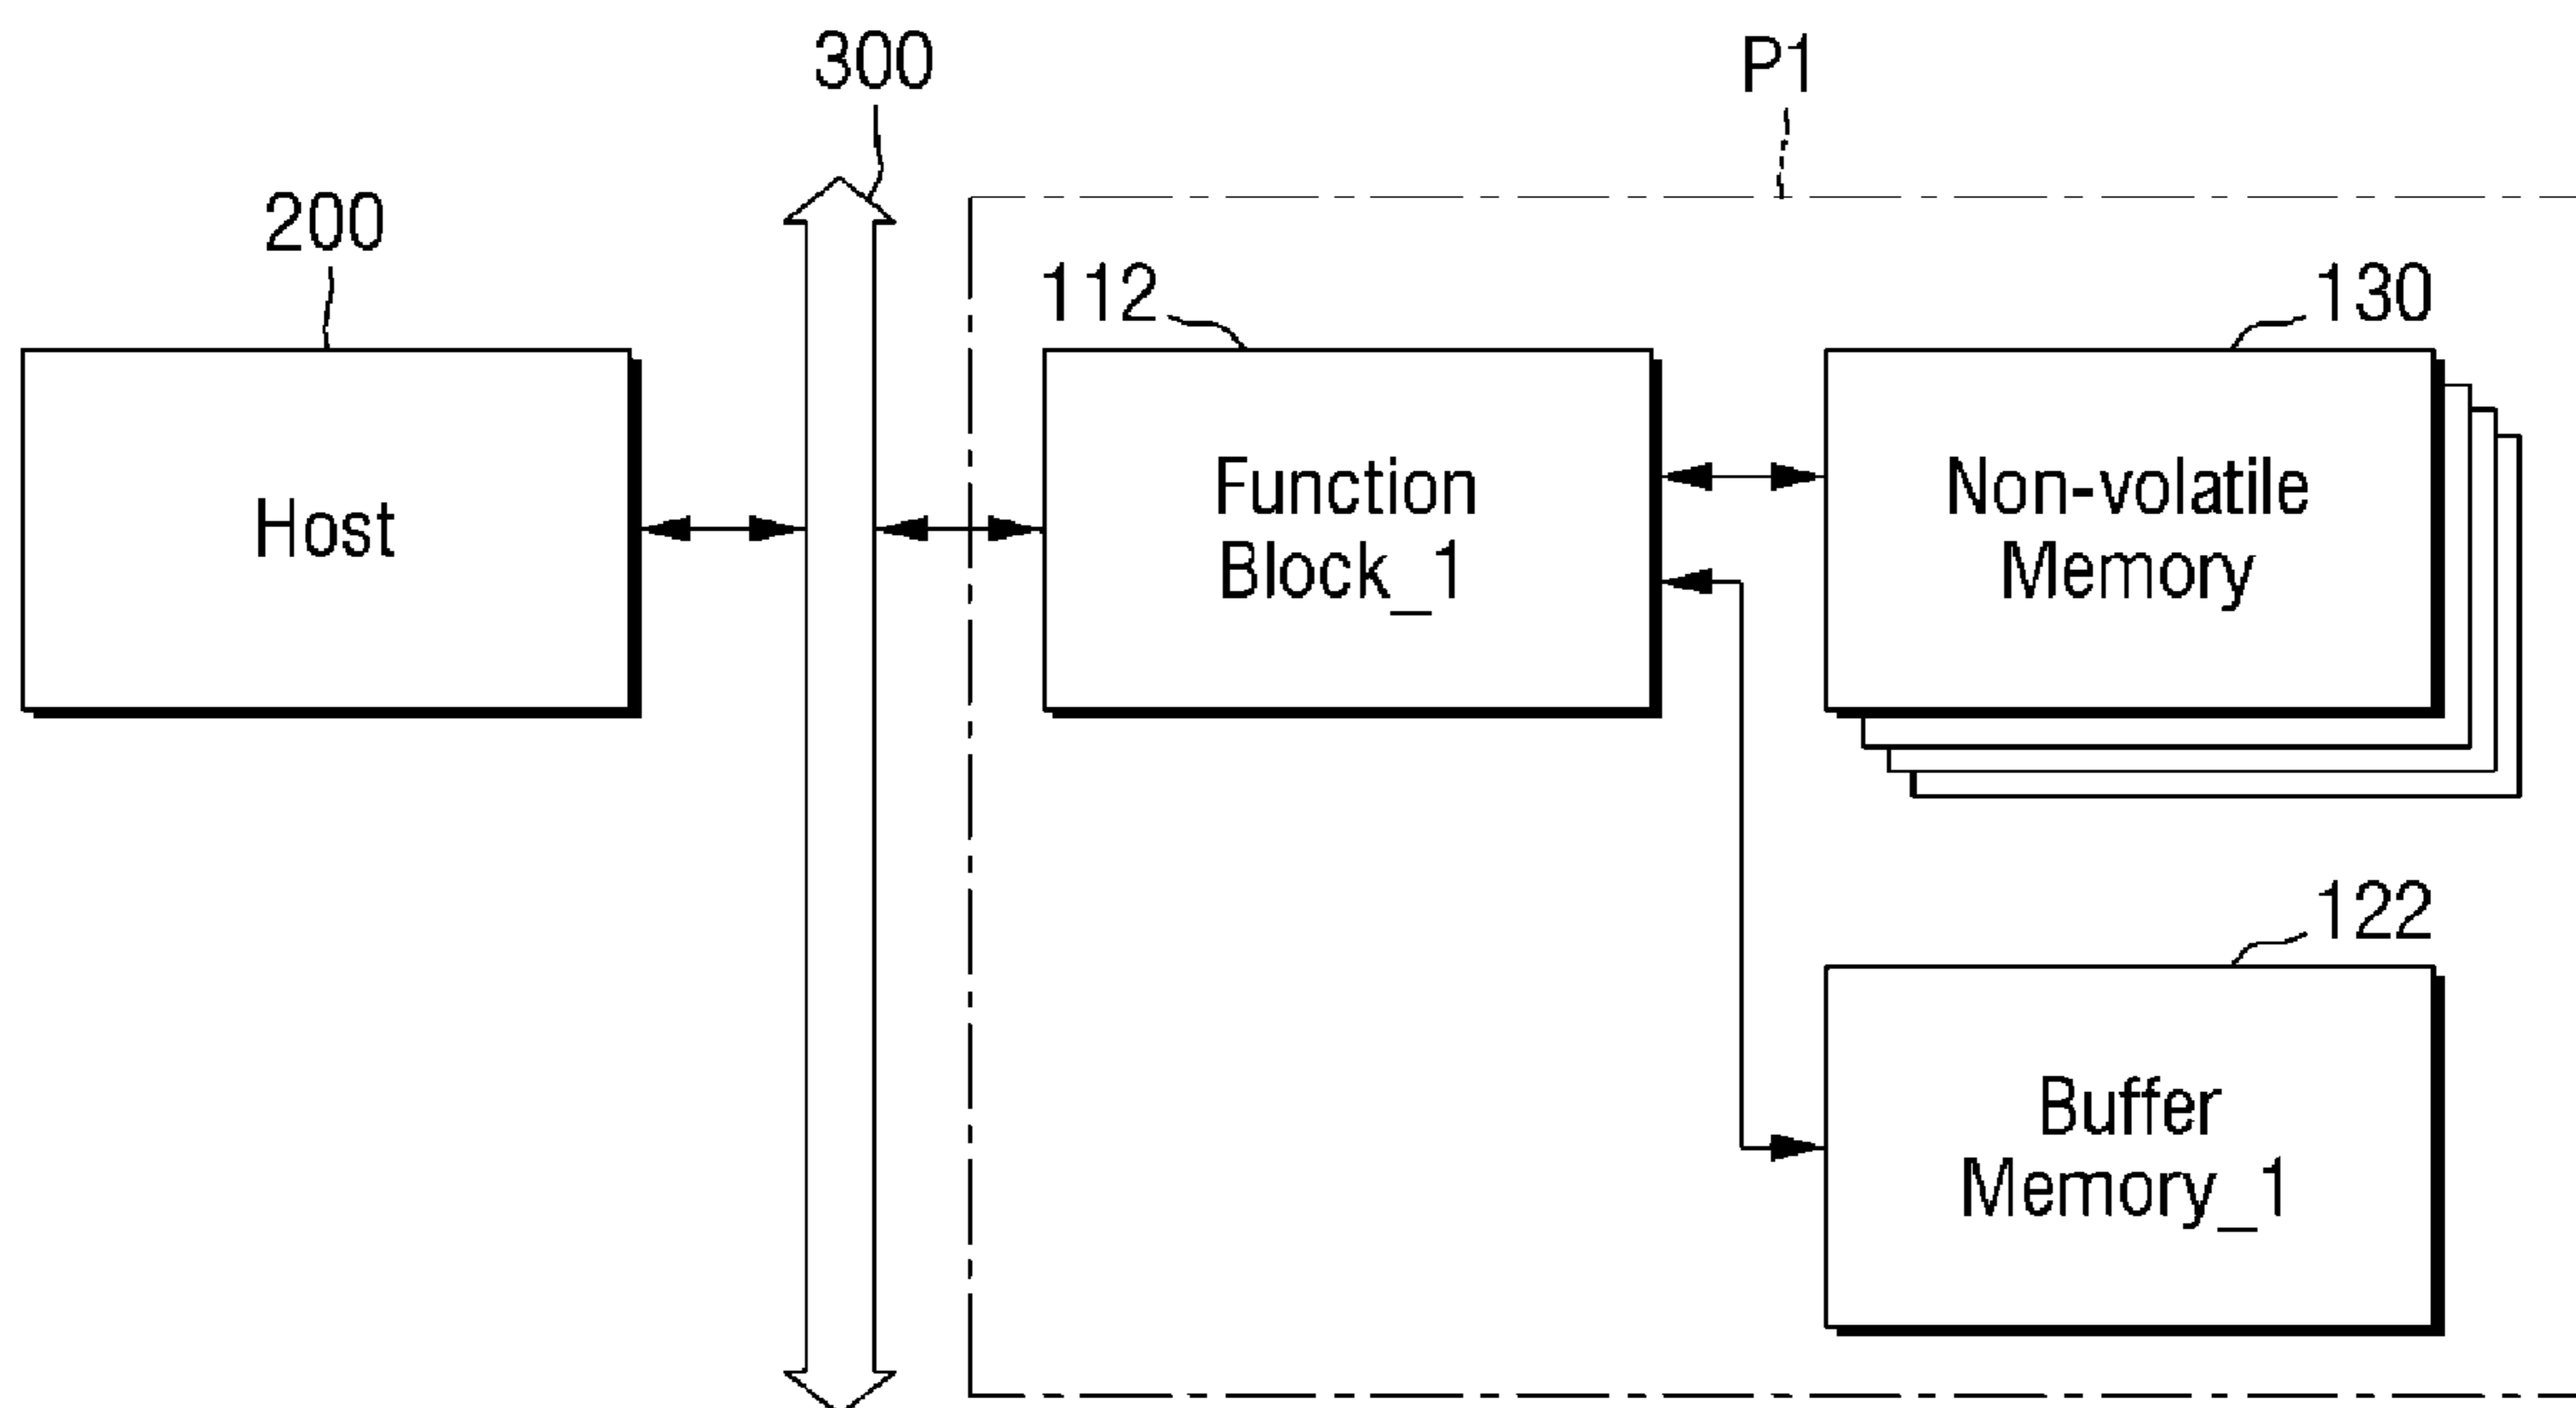 300
P1
200
112
130
Host
Function
Block_1
Non-volatile
Memory
122
Buffer
Memory_1